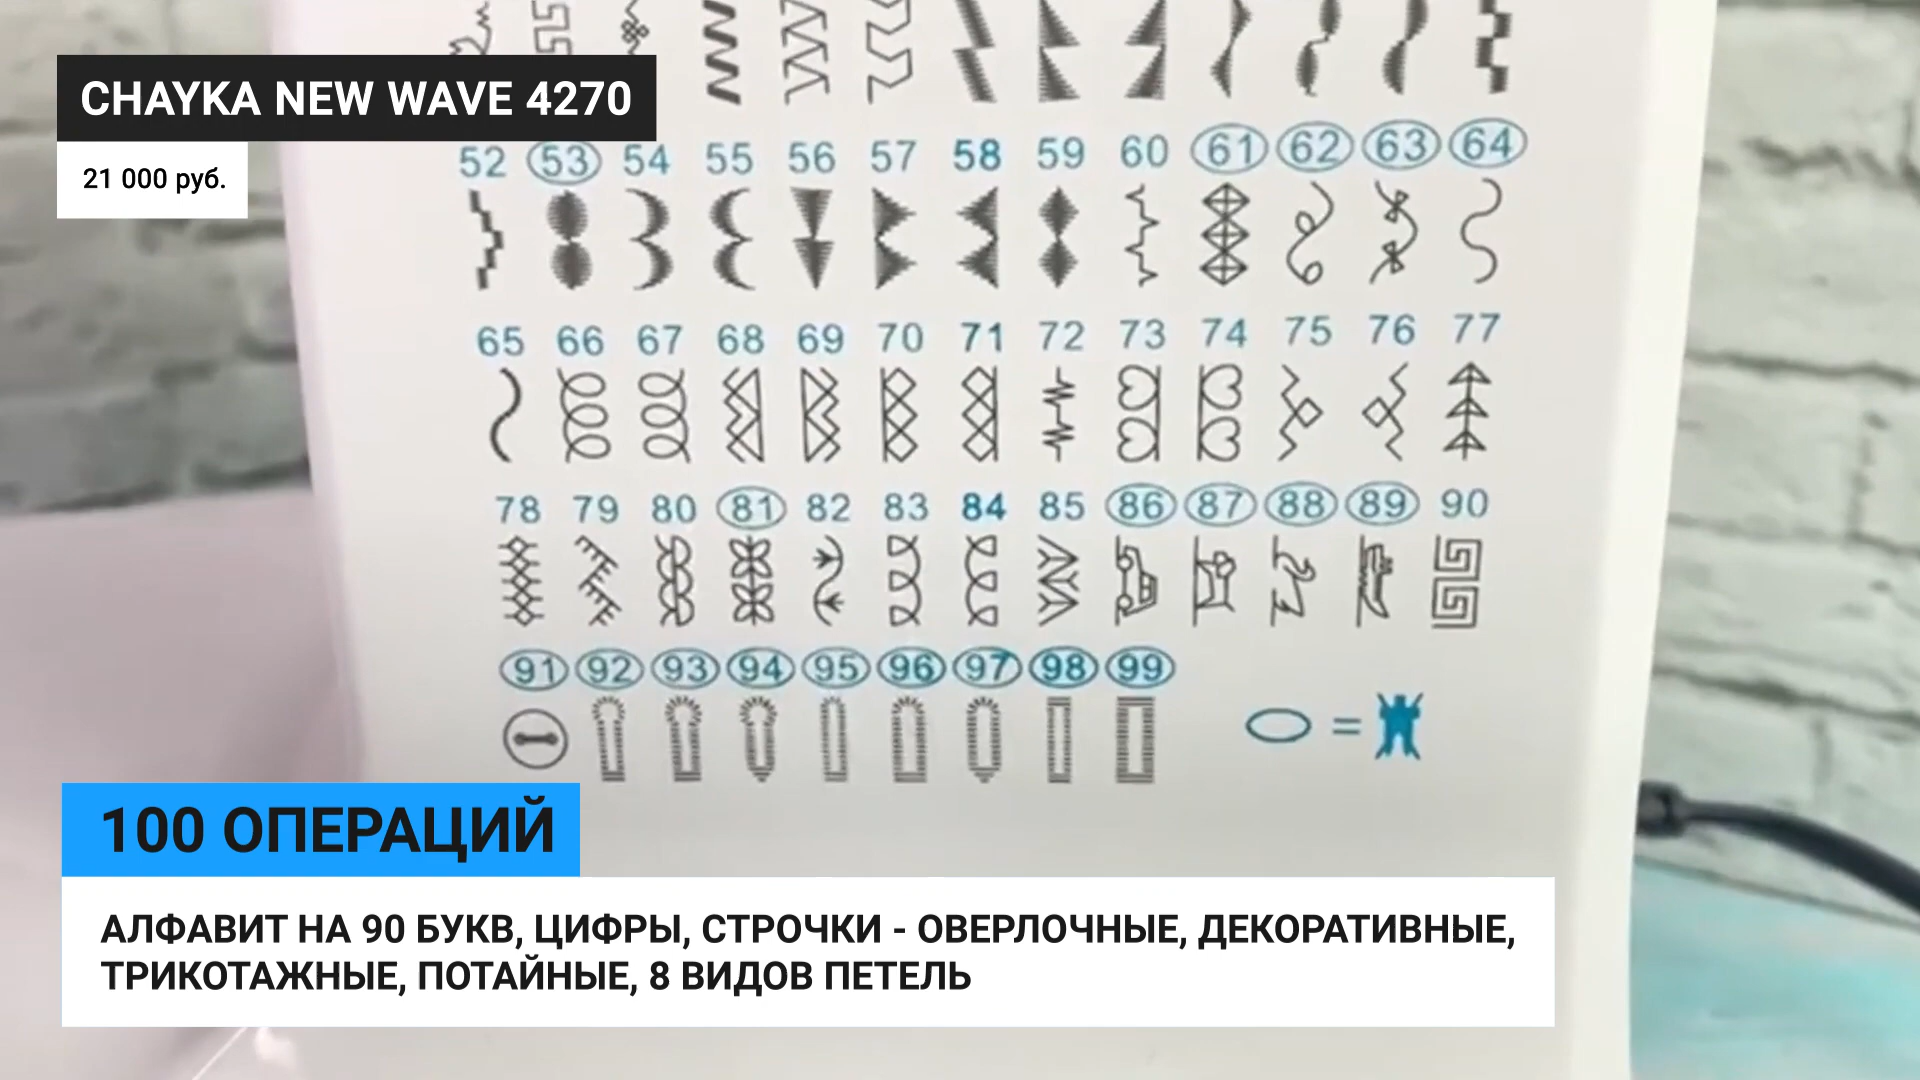 CHAYKA NEW WAVE 4270
21 000 руб.
52 53 54 55 56 57 58 59 60 61 62 63 64
65 66 67 68 69 70 71 72 73 74 75 76 77
78 79 80 81 82 83 84 85 86 87 88 89 90
91 92 93 94 95 96 97 98 99
=
100 ОПЕРАЦИЙ
АЛФАВИТ НА 90 БУКВ, ЦИФРЫ, СТРОЧКИ - ОВЕРЛОЧНЫЕ, ДЕКОРАТИВНЫЕ,
ТРИКОТАЖНЫЕ, ПОТАЙНЫЕ, 8 ВИДОВ ПЕТЕЛЬ